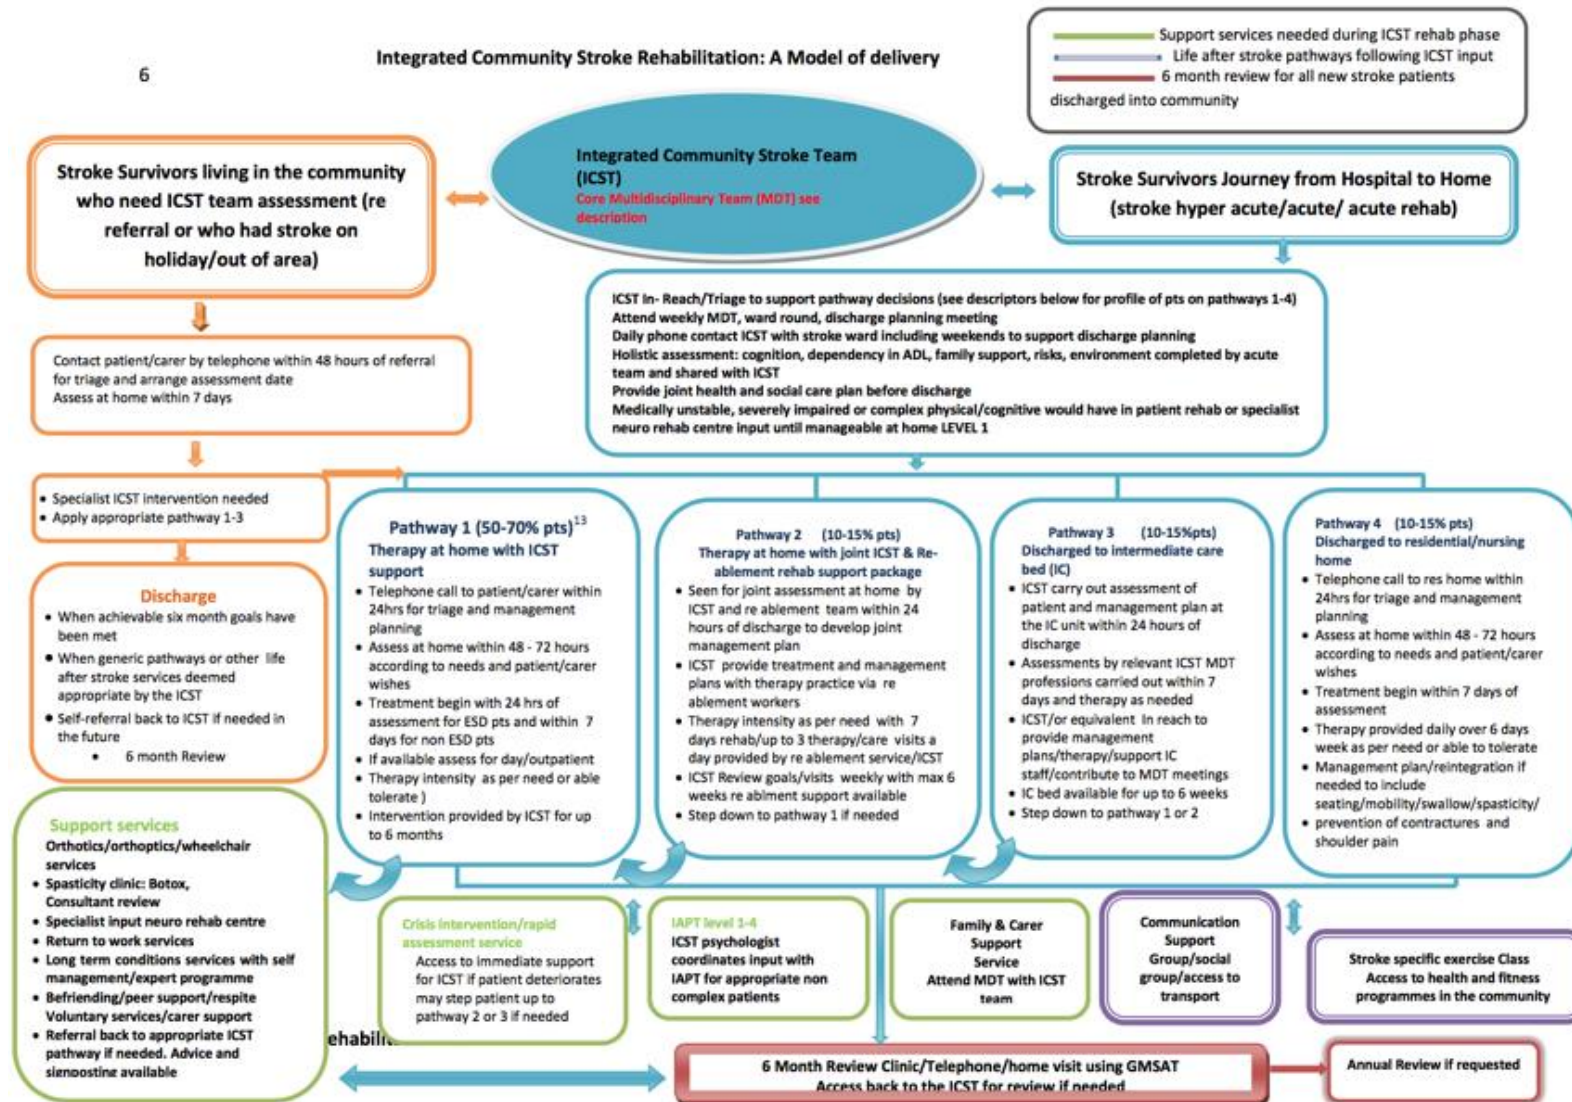 6
Integrated Community Stroke Rehabilitation: A Model of delivery
Support services needed during ICST rehab phase
Life after stroke pathways following ICST input
6 month review for all new stroke patients
discharged into community
Stroke Survivors living in the community
who need ICST team assessment (re
referral or who had stroke on
holiday/out of area)
Integrated Community Stroke Team
(ICST)
Core Multidisciplinary Team (MDT) see
description
Stroke Survivors Journey from Hospital to Home
(stroke hyper acute/acute/ acute rehab)
Contact patient/carer by telephone within 48 hours of referral
for triage and arrange assessment date
Assess at home within 7 days
ICST In- Reach/Triage to support pathway decisions (see descriptors below for profile of pts on pathways 1-4)
Attend weekly MDT, ward round, discharge planning meeting
Daily phone contact ICST with stroke ward including weekends to support discharge planning
Holistic assessment: cognition, dependency in ADL, family support, risks, environment completed by acute
team and shared with ICST
Provide joint health and social care plan before discharge
Medically unstable, severely impaired or complex physical/cognitive would have in patient rehab or specialist
neuro rehab centre input until manageable at home LEVEL 1
• Specialist ICST intervention needed
• Apply appropriate pathway 1-3
Discharge
• When achievable six month goals have
been met
• When generic pathways or other life
after stroke services deemed
appropriate by the ICST
• Self-referral back to ICST if needed in
the future
• 6 month Review
Pathway 1 (50-70% pts)13
Therapy at home with ICST
support
• Telephone call to patient/carer within
24hrs for triage and management
planning
• Assess at home within 48 - 72 hours
according to needs and patient/carer
wishes
• Treatment begin with 24 hrs of
assessment for ESD pts and within 7
days for non ESD pts
• If available assess for day/outpatient
• Therapy intensity as per need or able
tolerate )
• Intervention provided by ICST for up
to 6 months
Pathway 2 (10-15% pts)
Therapy at home with joint ICST & Re-
ablement rehab support package
• Seen for joint assessment at home by
ICST and re ablement team within 24
hours of discharge to develop joint
management plan
• ICST provide treatment and management
plans with therapy practice via re
ablement workers
• Therapy intensity as per need with 7
days rehab/up to 3 therapy/care visits a
day provided by re ablement service/ICST
• ICST Review goals/visits weekly with max 6
weeks re ablment support available
• Step down to pathway 1 if needed
Pathway 3 (10-15%pts)
Discharged to intermediate care
bed (IC)
• ICST carry out assessment of
patient and management plan at
the IC unit within 24 hours of
discharge
• Assessments by relevant ICST MDT
professions carried out within 7
days and therapy as needed
• ICST/or equivalent In reach to
provide management
plans/therapy/support IC
staff/contribute to MDT meetings
• IC bed available for up to 6 weeks
• Step down to pathway 1 or 2
Pathway 4 (10-15% pts)
Discharged to residential/nursing
home
• Telephone call to res home within
24hrs for triage and management
planning
• Assess at home within 48 - 72 hours
according to needs and patient/carer
wishes
• Treatment begin within 7 days of
assessment
• Therapy provided daily over 6 days
week as per need or able to tolerate
• Management plan/reintegration if
needed to include
seating/mobility/swallow/spasticity/
• prevention of contractures and
shoulder pain
Support services
Orthotics/orthoptics/wheelchair
services
• Spasticity clinic: Botox,
Consultant review
• Specialist input neuro rehab centre
• Return to work services
• Long term conditions services with self
management/expert programme
• Befriending/peer support/respite
Voluntary services/carer support
• Referral back to appropriate ICST
pathway if needed. Advice and
signposting available
Crisis intervention/rapid
assessment service
Access to immediate support
for ICST if patient deteriorates
may step patient up to
pathway 2 or 3 if needed
IAPT level 1-4
ICST psychologist
coordinates input with
IAPT for appropriate non
complex patients
Family & Carer
Support
Service
Attend MDT with ICST
team
Communication
Support
Group/social
group/access to
transport
Stroke specific exercise Class
Access to health and fitness
programmes in the community
6 Month Review Clinic/Telephone/home visit using GMSAT
Access back to the ICST for review if needed
Annual Review if requested